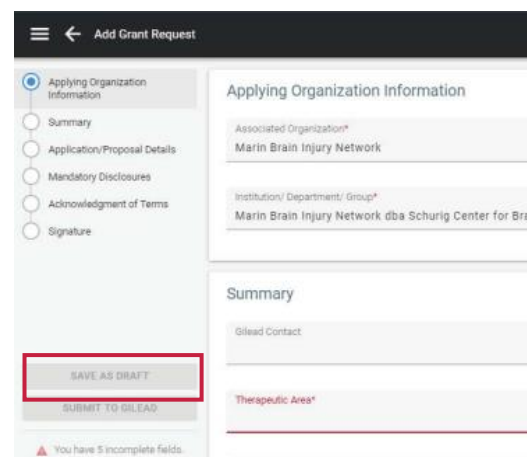 Add Grant Request
Applying Organization
Information
Summary
Application/Proposal Details
Mandatory Disclosures
Acknowledgment of Terms
Signature
SAVE AS DRAFT
SUBMIT TO GILEAD
You have 5 incomplete fields.
Applying Organization Information
Associated Organization*
Marin Brain Injury Network
Institution/ Department/ Group*
Marin Brain Injury Network dba Schurig Center for Bra
Summary
Gilead Contact
Therapeutic Area*